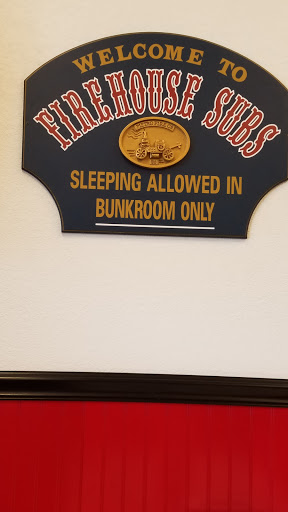 WELCOME TO
FIREHOUSE SUBS
SLEEPING ALLOWED IN
BUNKROOM ONLY